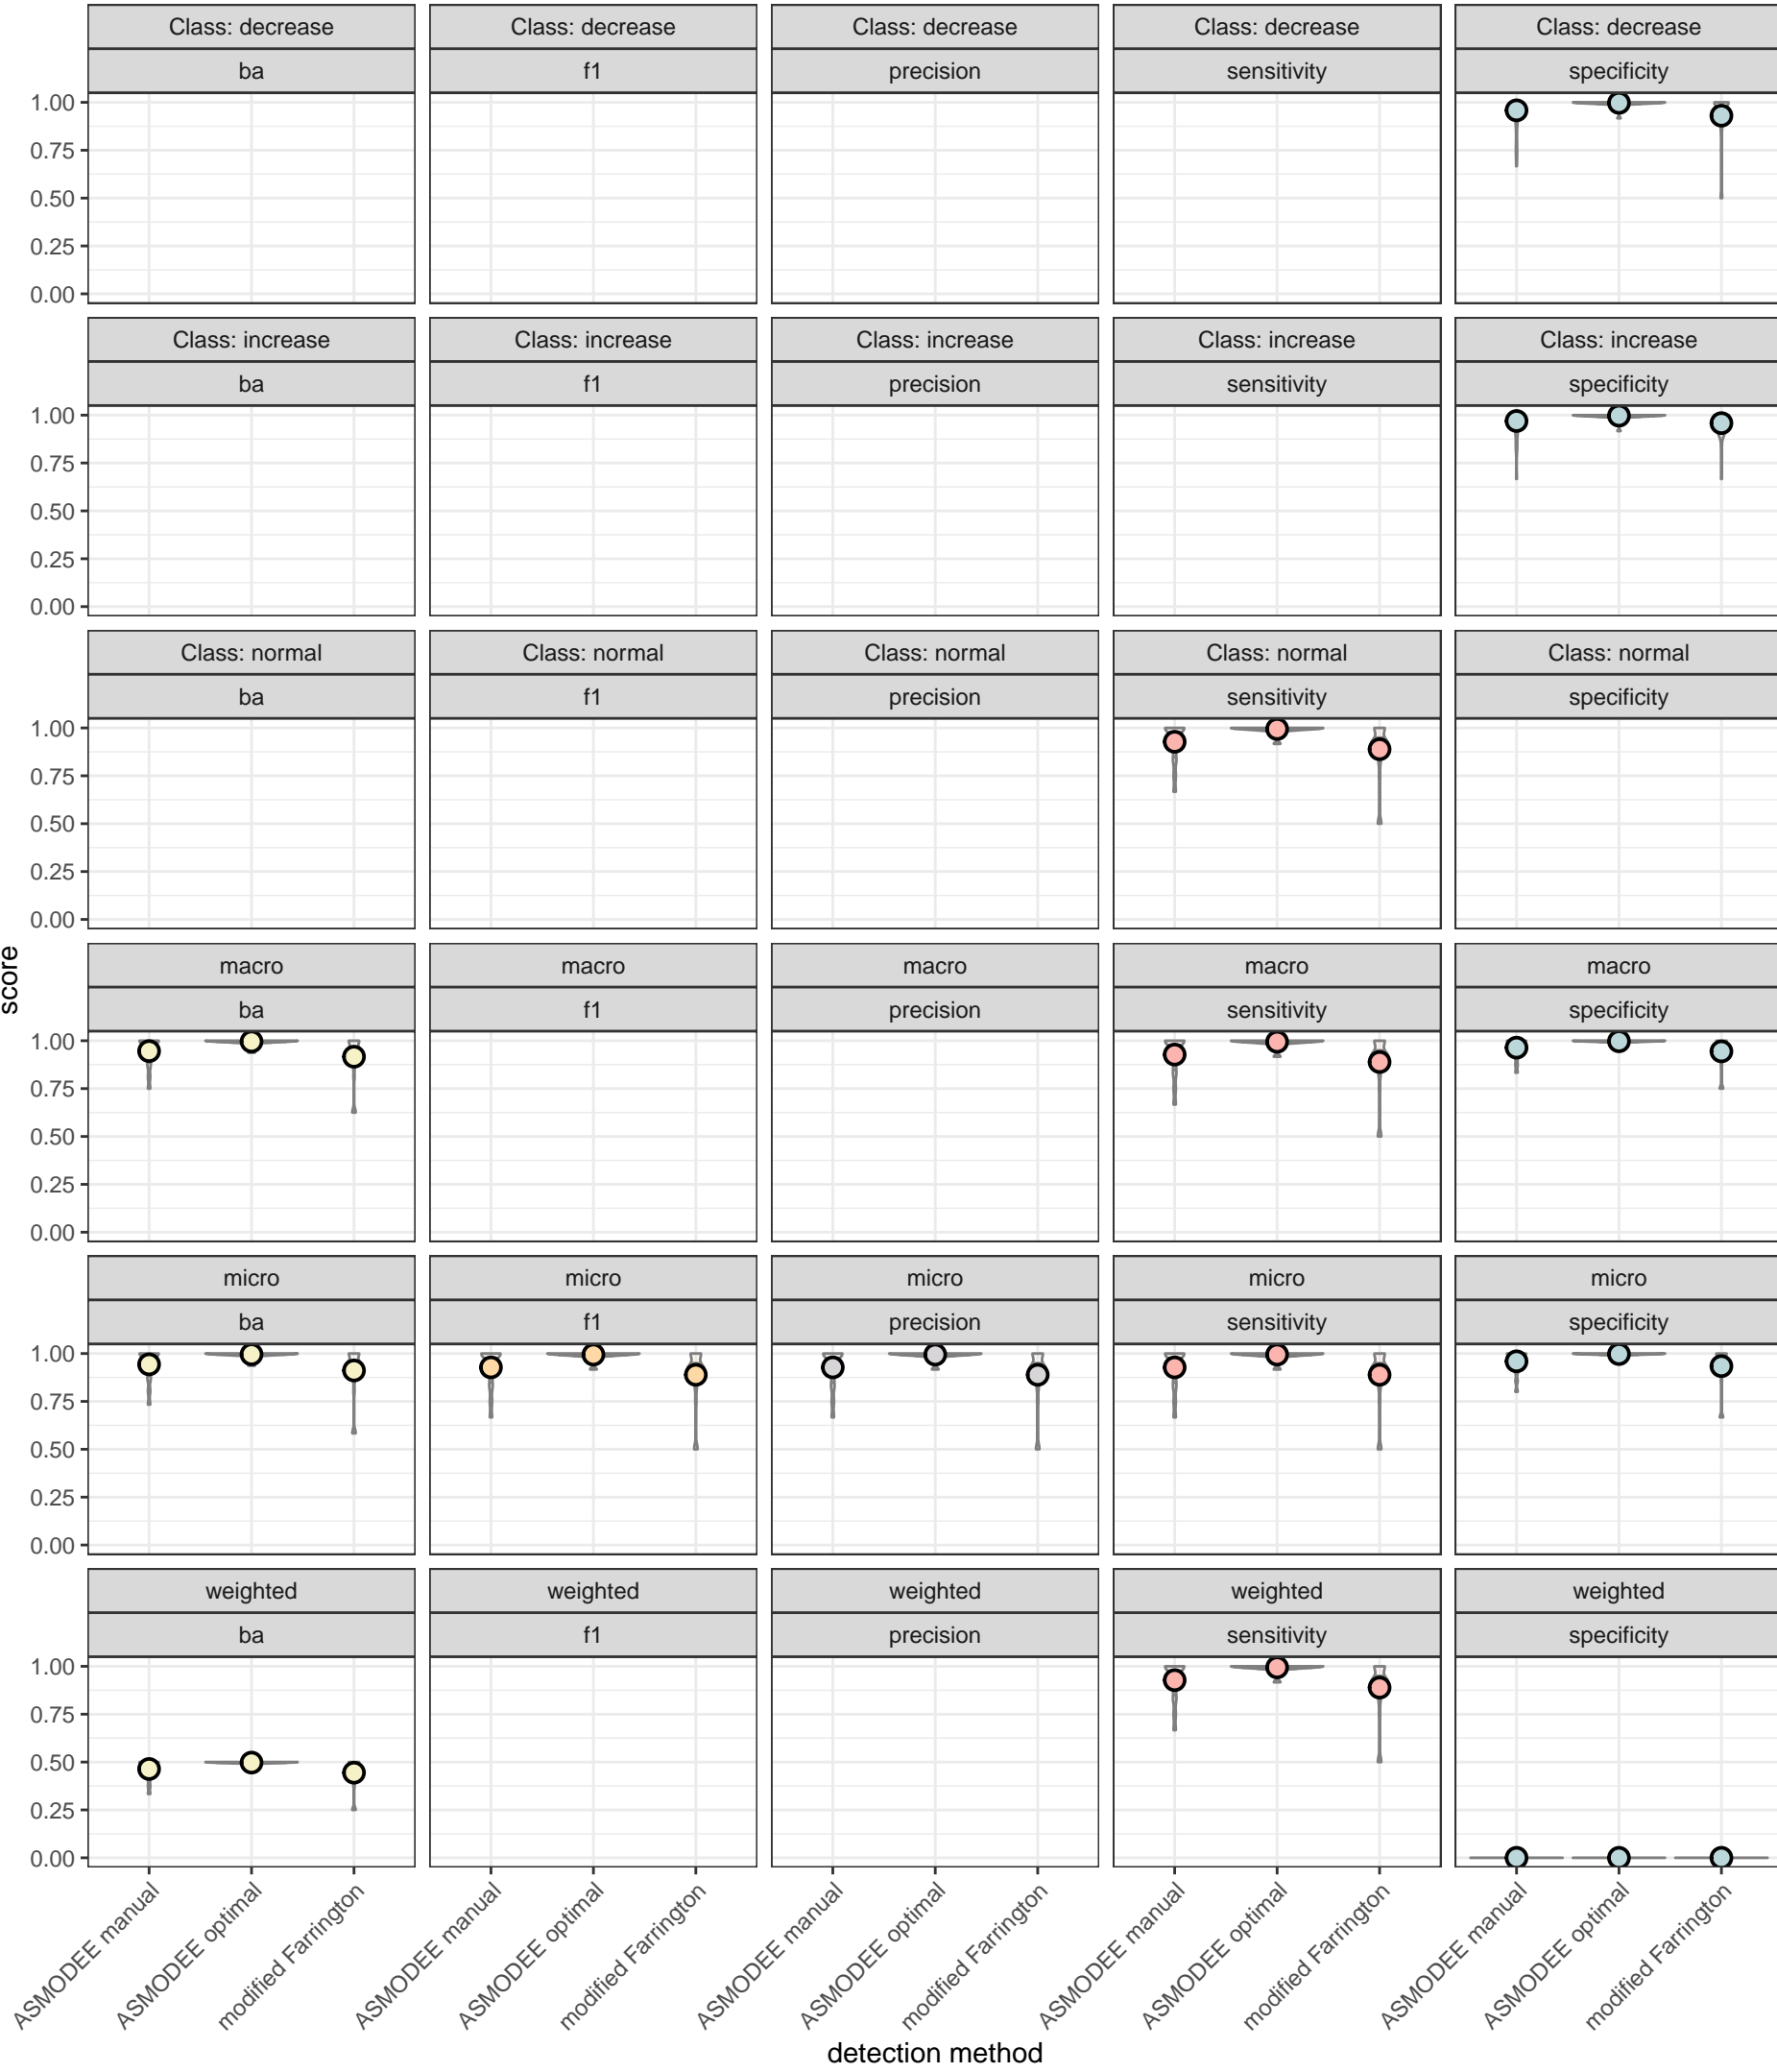 Class: decrease Class: decrease Class: decrease Class: decrease Class: decrease
ba f1 precision sensitivity specificity
1.00
0.75
0.50
0.25
0.00
Class: increase Class: increase Class: increase Class: increase Class: increase
ba f1 precision sensitivity specificity
1.00
0.75
0.50
0.25
0.00
Class: normal Class: normal Class: normal Class: normal Class: normal
ba f1 precision sensitivity specificity
1.00
0.75
0.50
0.25
0.00
score
macro macro macro macro macro
ba f1 precision sensitivity specificity
1.00
0.75
0.50
0.25
0.00
micro micro micro micro micro
ba f1 precision sensitivity specificity
1.00
0.75
0.50
0.25
0.00
weighted weighted weighted weighted weighted
ba f1 precision sensitivity specificity
1.00
0.75
0.50
0.25
0.00
ASMODEE manual ASMODEE optimal modified Farrington ASMODEE manual ASMODEE optimal modified Farrington ASMODEE manual ASMODEE optimal modified Farrington ASMODEE manual ASMODEE optimal modified Farrington ASMODEE manual ASMODEE optimal modified Farrington
detection method